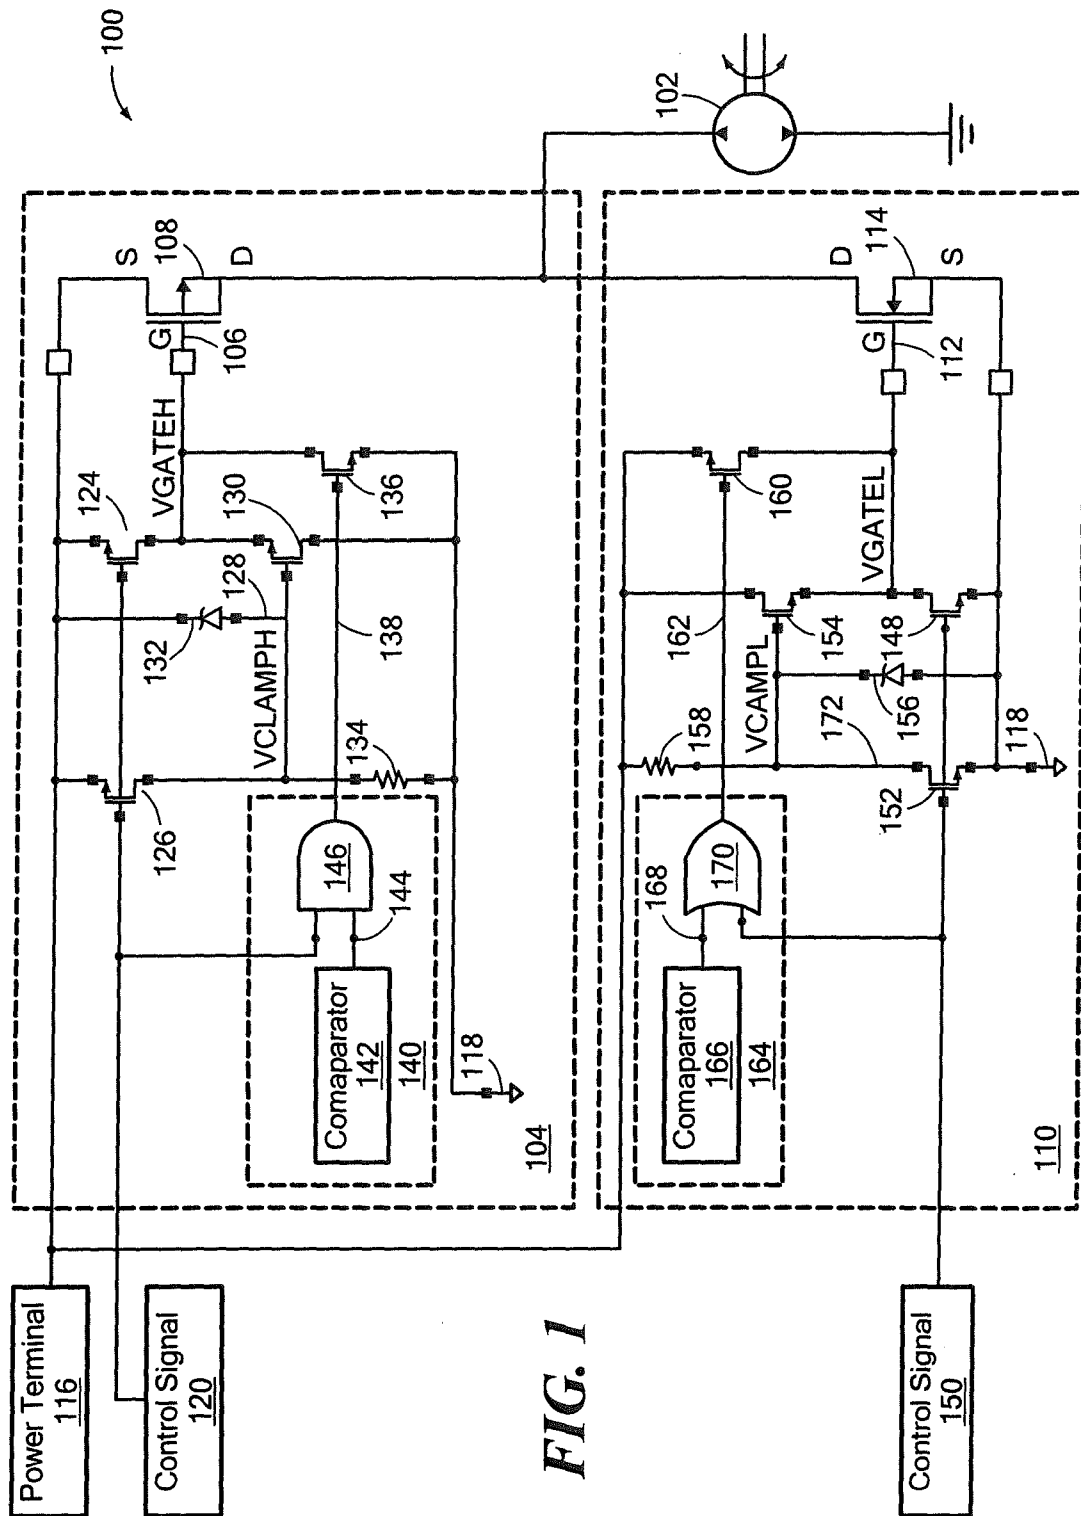 100
Power Terminal
116
Control Signal
120
126
124
132
128
VCLAMPH
VGATEH
130
134
136
138
S
108
G
106
D
Comaparator
142
140
144
146
118
104
102
158
162
160
VCAMPL
154
156
172
148
152
VGATEL
D
G
112
114
S
Comaparator
166
164
168
170
118
110
Control Signal
150
FIG. 1